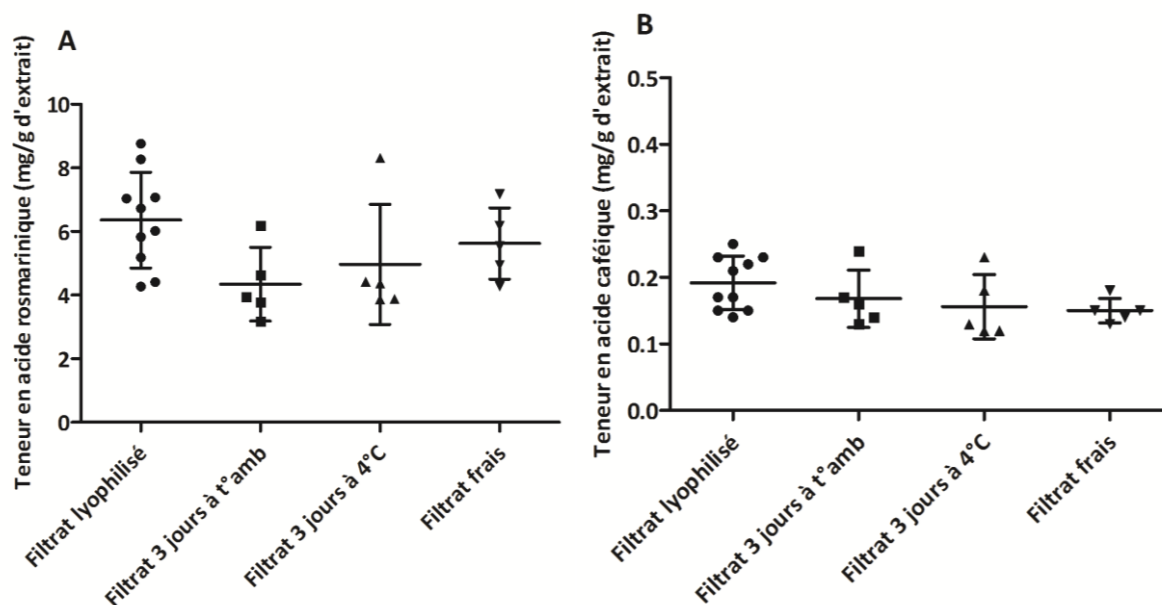 A
Teneur en acide rosmarinique (mg/g d'extrait)
10
8
6
4
2
0
Filtrat lyophilisé
Filtrat 3 jours à t°amb
Filtrat 3 jours à 4°C
Filtrat frais
B
Teneur en acide caféique (mg/g d'extrait)
0.5
0.4
0.3
0.2
0.1
0.0
Filtrat lyophilisé
Filtrat 3 jours à t°amb
Filtrat 3 jours à 4°C
Filtrat frais